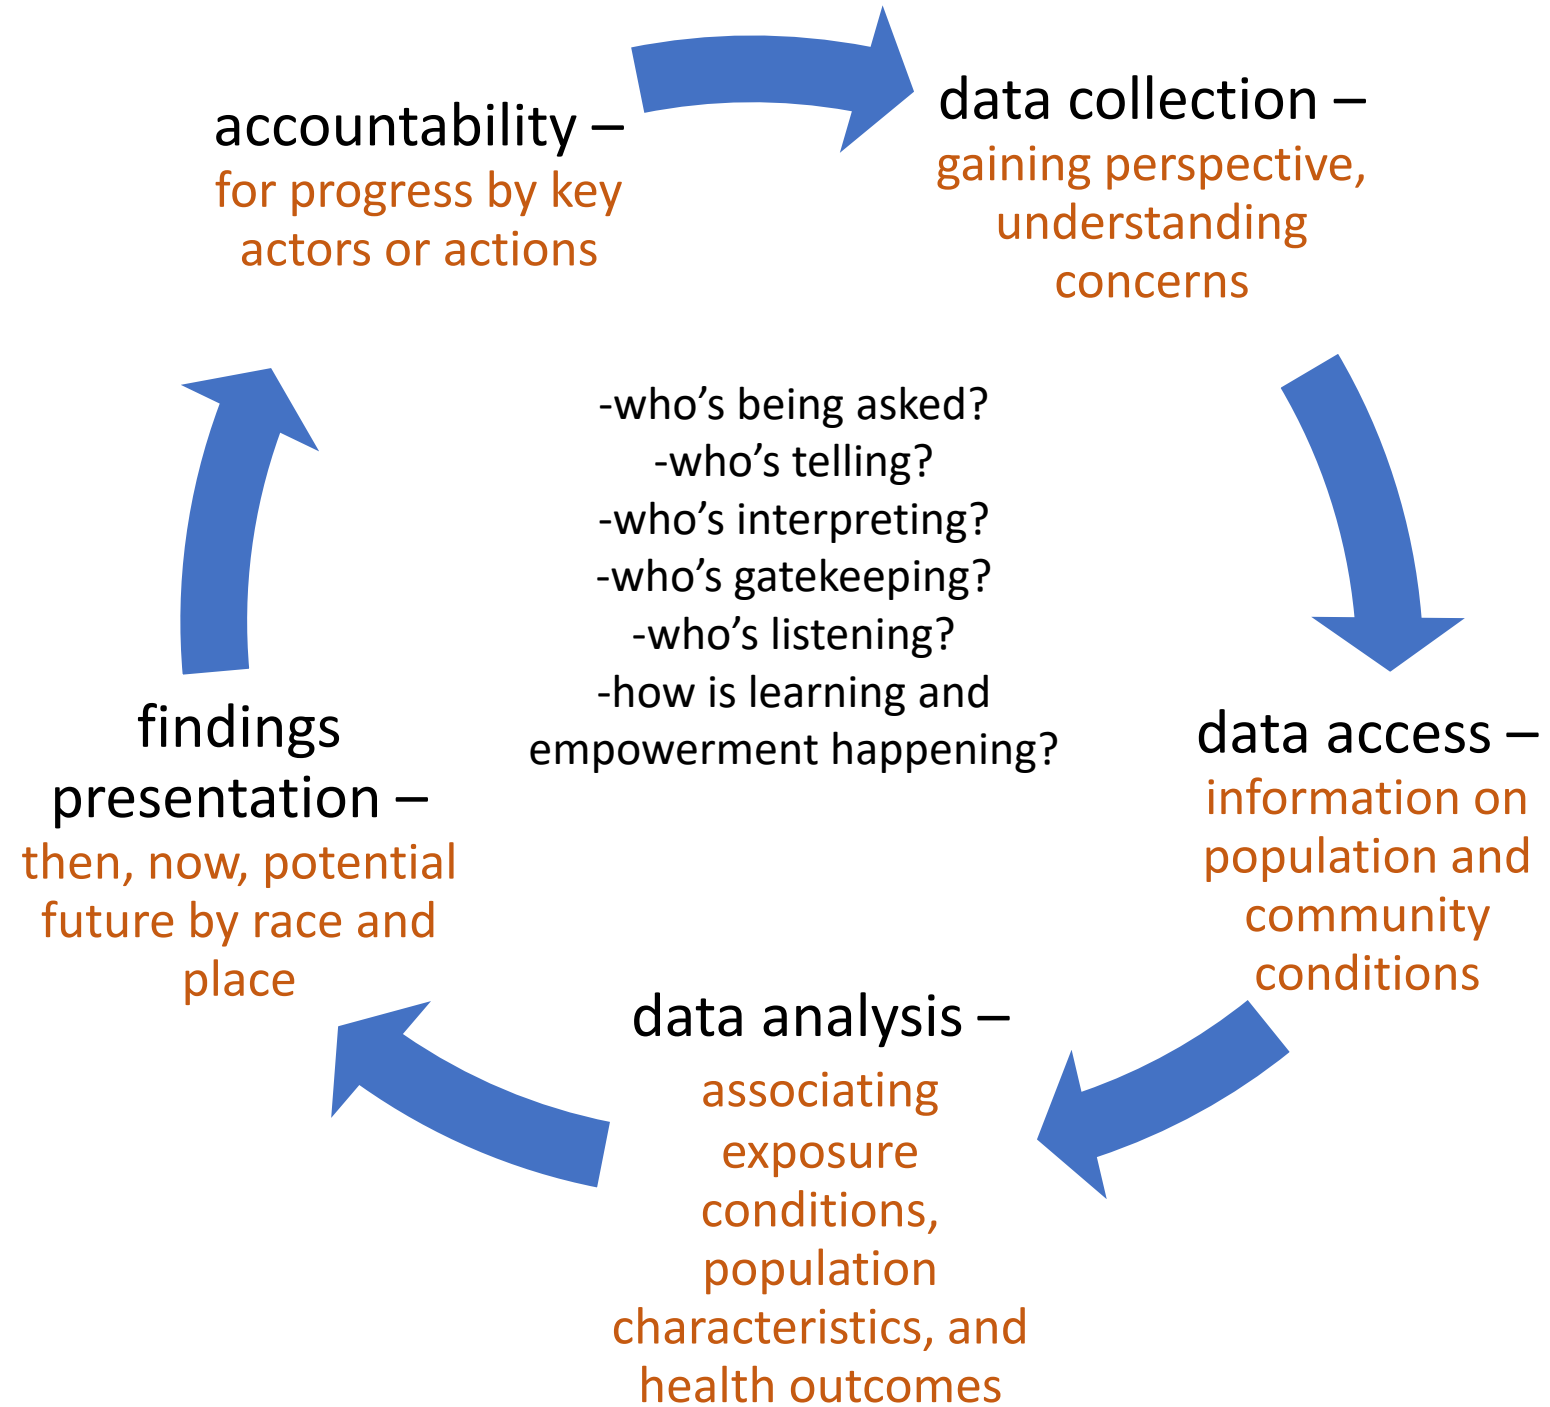 accountability –
for progress by key
actors or actions
data collection –
gaining perspective,
understanding
concerns
-who’s being asked?
-who’s telling?
-who’s interpreting?
-who’s gatekeeping?
-who’s listening?
-how is learning and
empowerment happening?
data access –
information on
population and
community
conditions
data analysis –
associating
exposure
conditions,
population
characteristics, and
health outcomes
findings
presentation –
then, now, potential
future by race and
place